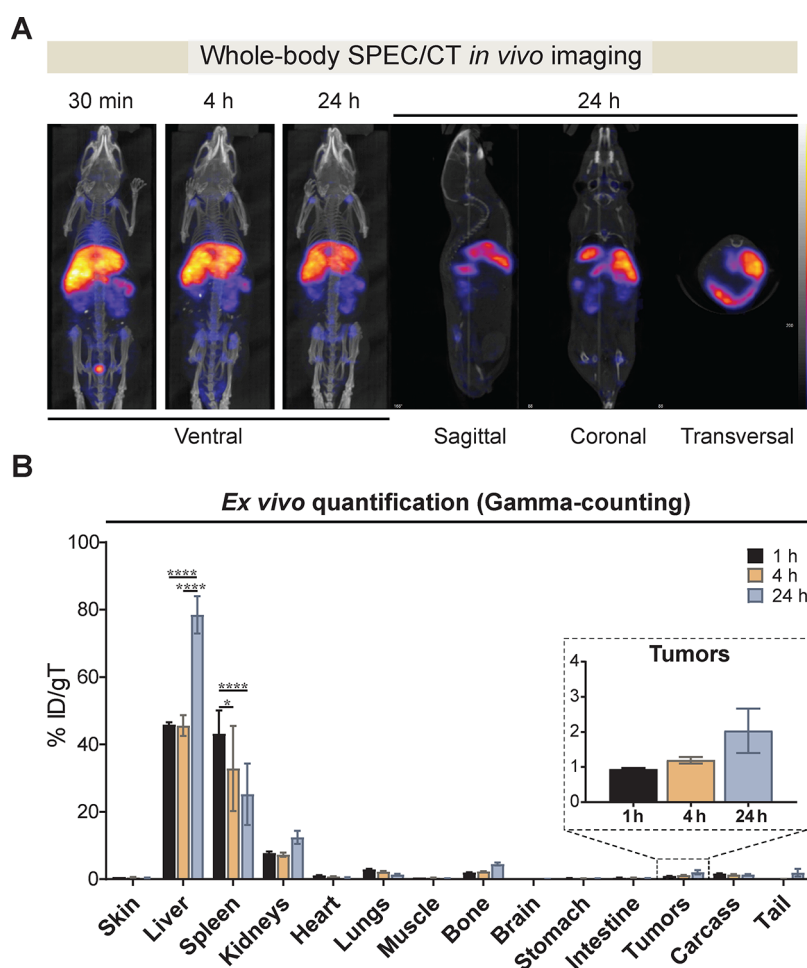 A
Whole-body SPEC/CT in vivo imaging
30 min 4 h 24 h 24 h
Ventral Sagittal Coronal Transversal
B
Ex vivo quantification (Gamma-counting)
% ID/gT
100
80
60
40
20
0
****
****
****
*
1 h
4 h
24 h
Tumors
4
3
2
1
0
1 h 4 h 24 h
Skin Liver Spleen Kidneys Heart Lungs Muscle Bone Brain Stomach Intestine Tumors Carcass Tail